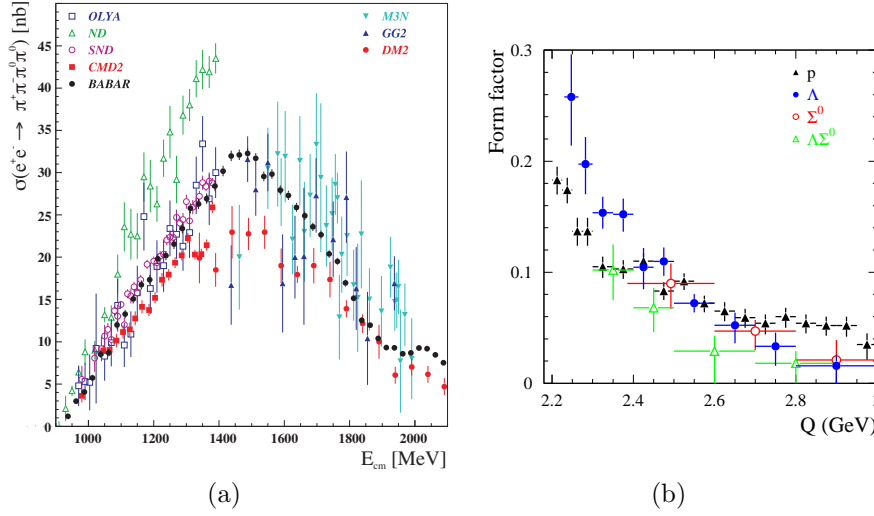 σ(e⁺e⁻ → π⁺π⁻π⁰π⁰) [nb]
45
40
35
30
25
20
15
10
5
0
OLYA
ND
SND
CMD2
BABAR
M3N
GG2
DM2
1000 1200 1400 1600 1800 2000
E_cm [MeV]
(a)
Form factor
0.3
0.2
0.1
0
p
Λ
Σ⁰
ΛΣ⁰
2.2 2.4 2.6 2.8 3
Q (GeV)
(b)